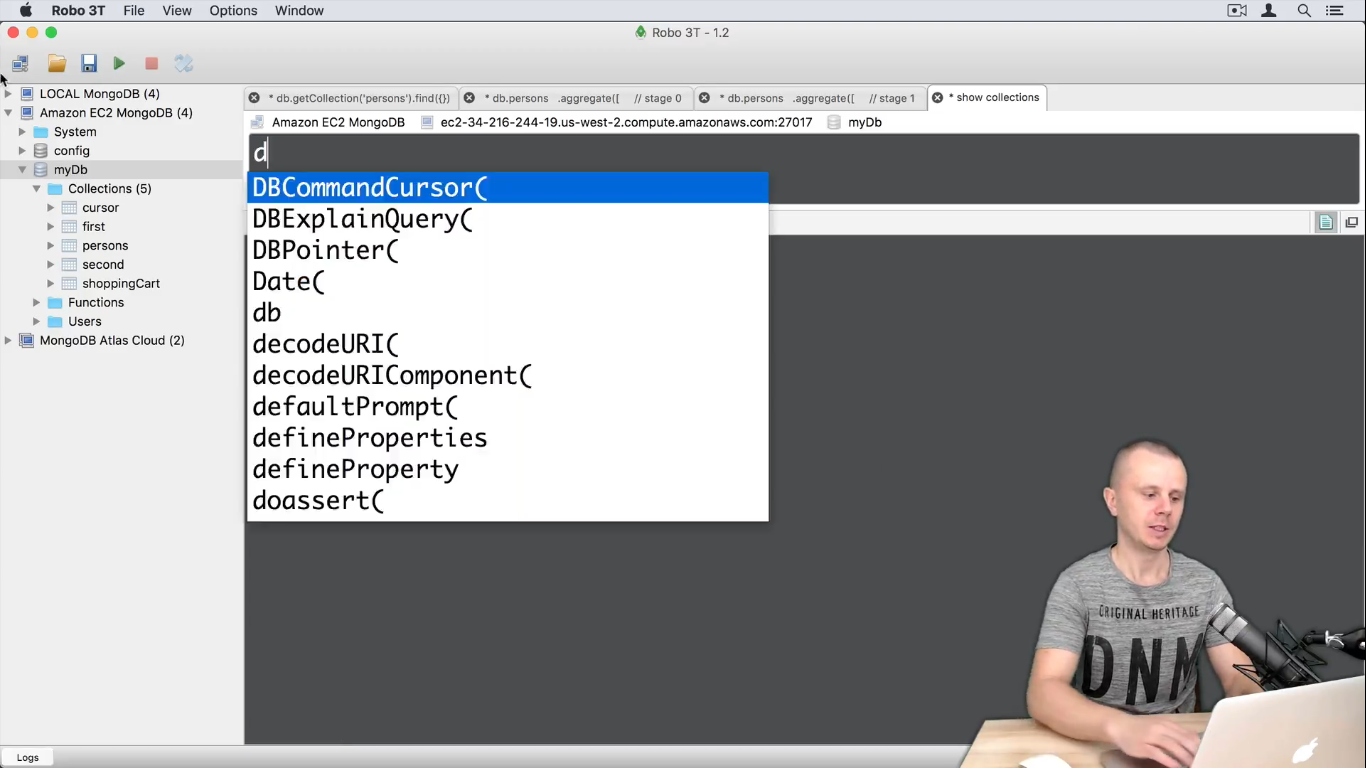 Robo 3T File View Options Window
Robo 3T - 1.2
LOCAL MongoDB (4)
Amazon EC2 MongoDB (4)
System
config
myDb
Collections (5)
cursor
first
persons
second
shoppingCart
Functions
Users
MongoDB Atlas Cloud (2)
* db.getCollection('persons').find({}) * db.persons .aggregate([ // stage 0 * db.persons .aggregate([ // stage 1 * show collections
Amazon EC2 MongoDB ec2-34-216-244-19.us-west-2.compute.amazonaws.com:27017 myDb
d
DBCommandCursor(
DBExplainQuery(
DBPointer(
Date(
db
decodeURI(
decodeURIComponent(
defaultPrompt(
defineProperties
defineProperty
doassert(
ORIGINAL HERITAGE
DNM
Logs